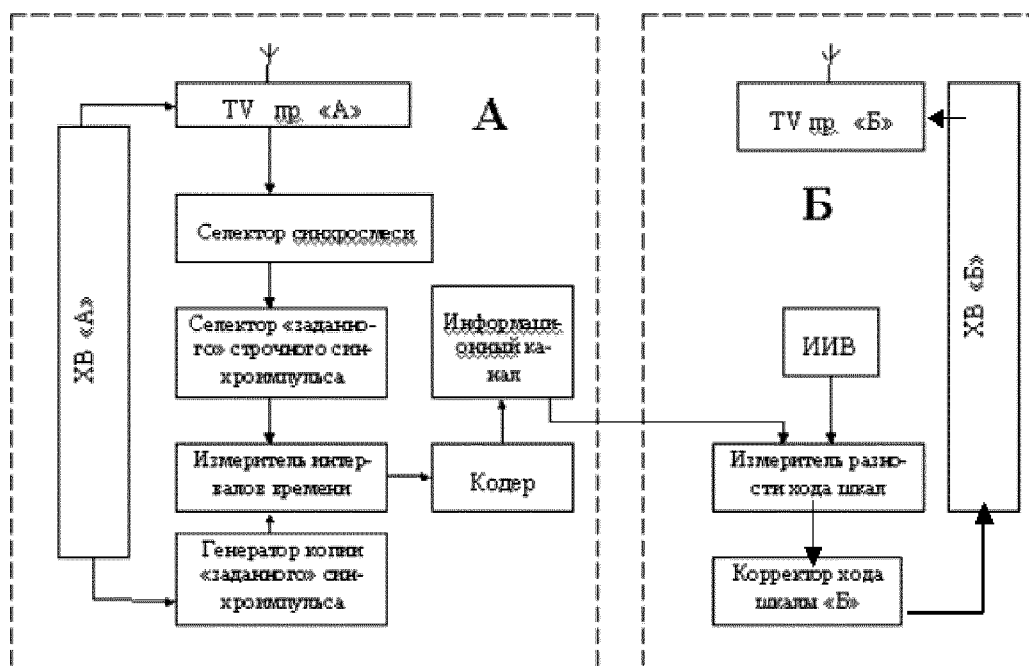 TV пр «А»
А
Селектор синхросмеси
Селектор «заданно-
го» строчного син-
хроимпульса
Измеритель интер-
валов времени
Генератор копии
«заданного» син-
хроимпульса
ХВ «А»
Информаци-
онный ка-
нал
Кодер
TV пр «Б»
Б
ИИВ
Измеритель разно-
сти хода шкал
Корректор хода
шкалы «Б»
ХВ «Б»